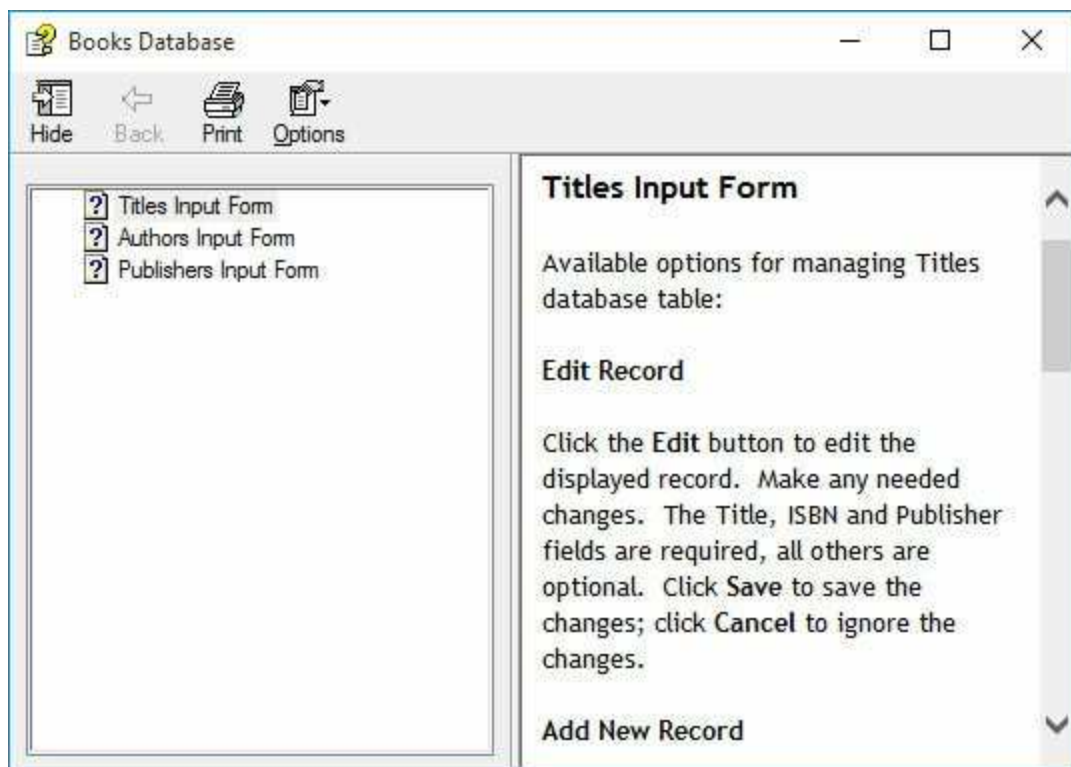 Books Database
Hide
Back
Print
Options
Titles Input Form
Authors Input Form
Publishers Input Form
Titles Input Form
Available options for managing Titles
database table:
Edit Record
Click the Edit button to edit the
displayed record.  Make any needed
changes.  The Title, ISBN and Publisher
fields are required, all others are
optional.  Click Save to save the
changes; click Cancel to ignore the
changes.
Add New Record